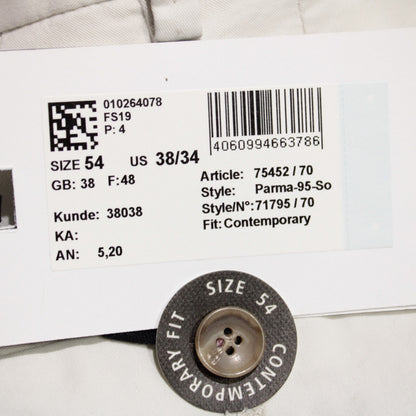 010264078
FS19
P: 4
SIZE 54 US 38/34
GB: 38 F: 48
Kunde: 38038
KA:
AN: 5,20
4060994663786
Article: 75452 / 70
Style: Parma-95-So
Style/N°: 71795 / 70
Fit: Contemporary
SIZE 54
CONTEMPORARY FIT